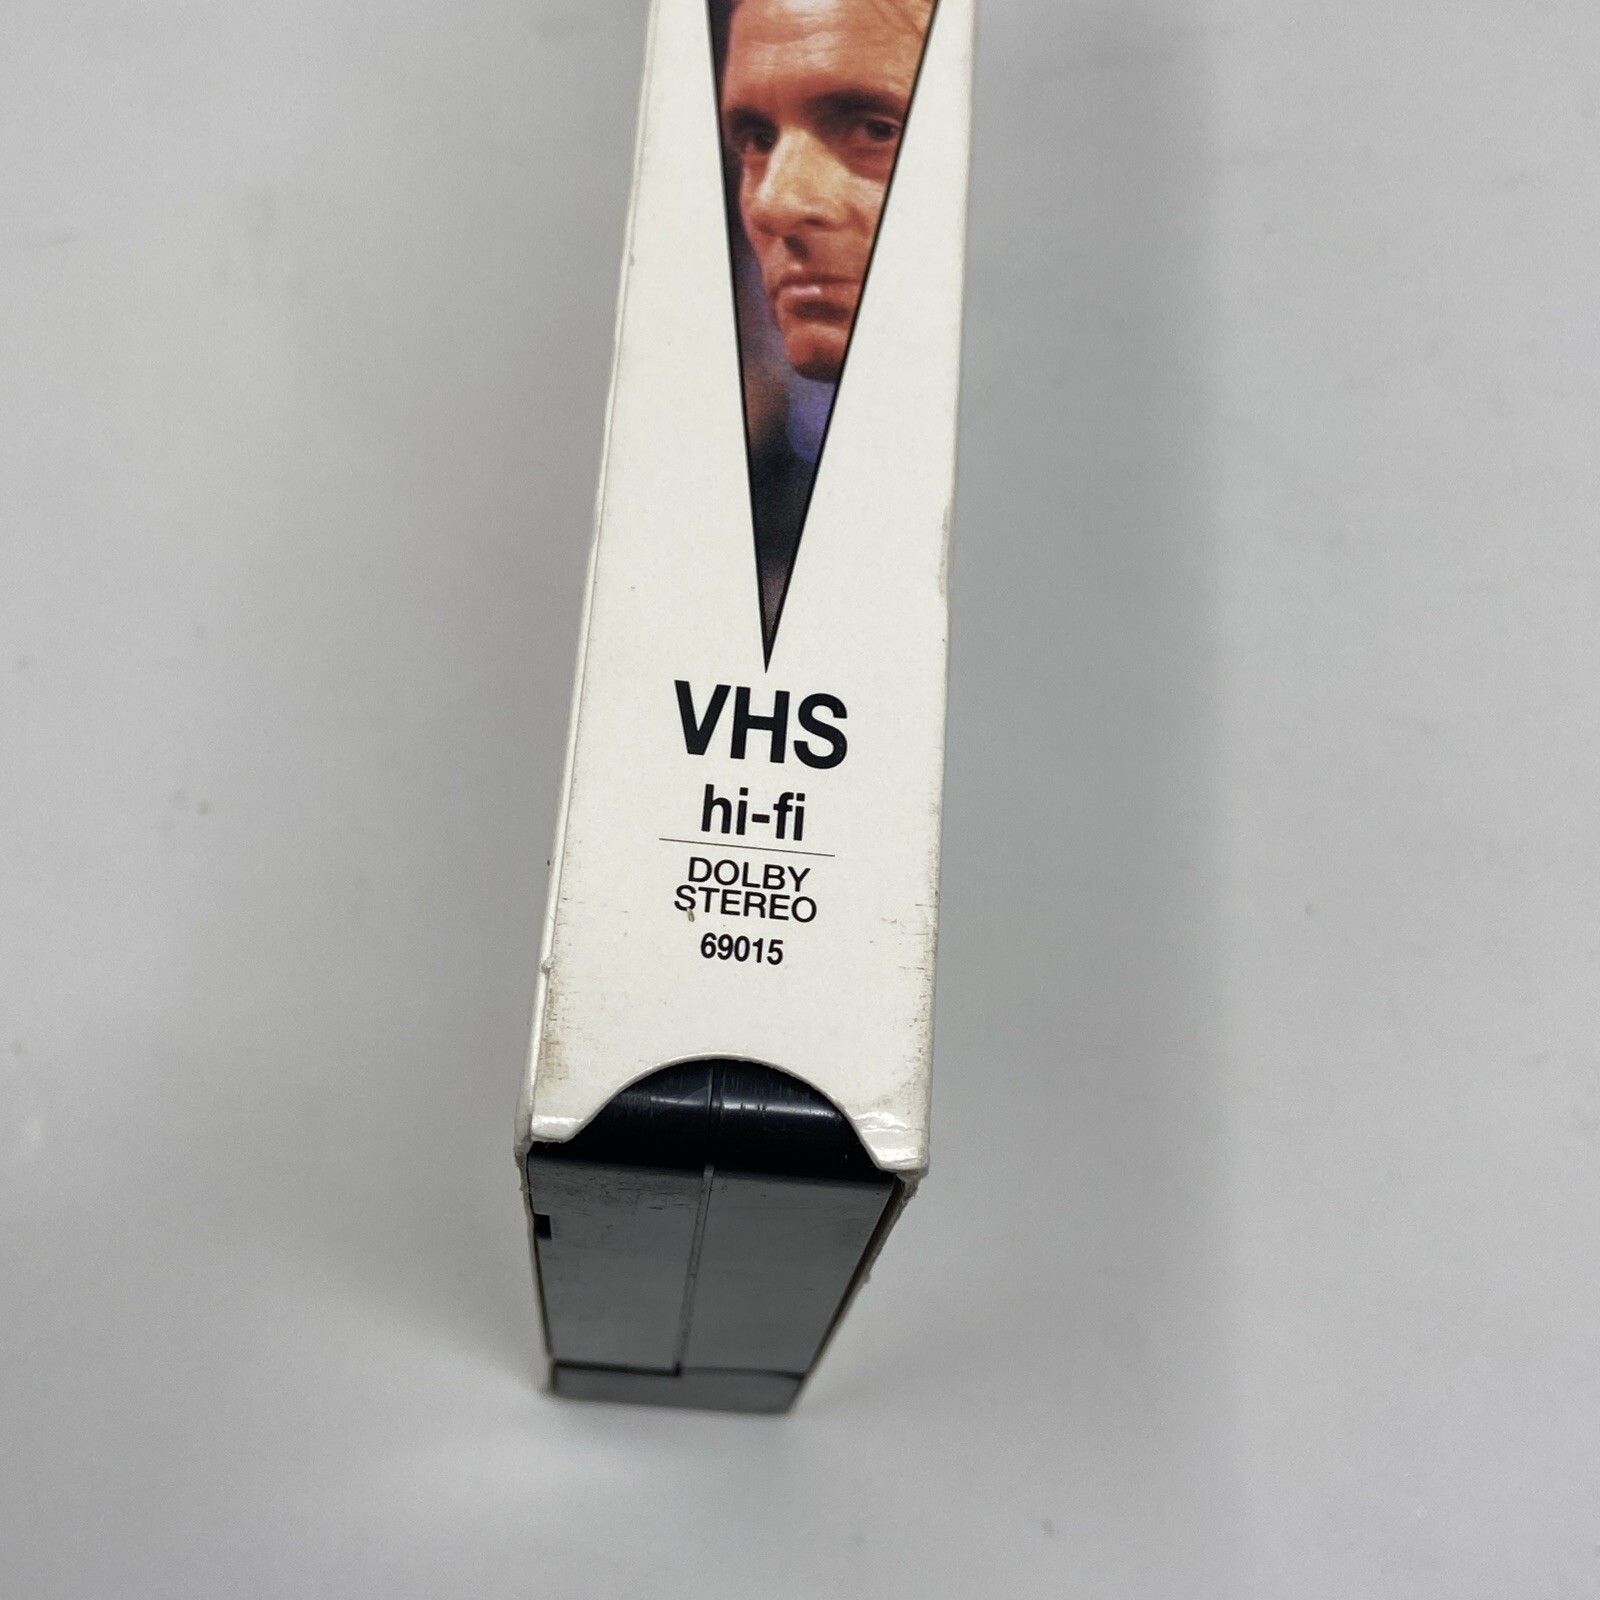 VHS
hi-fi
DOLBY
STEREO
69015